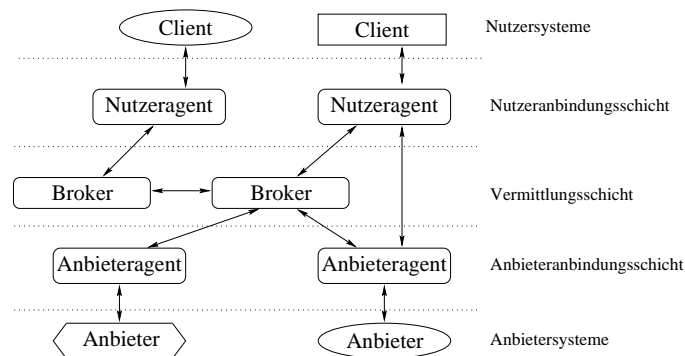 Client Client Nutzersysteme
Nutzeragent Nutzeragent Nutzeranbindungsschicht
Broker Broker Vermittlungsschicht
Anbieteragent Anbieteragent Anbieteranbindungsschicht
Anbieter Anbieter Anbietersysteme